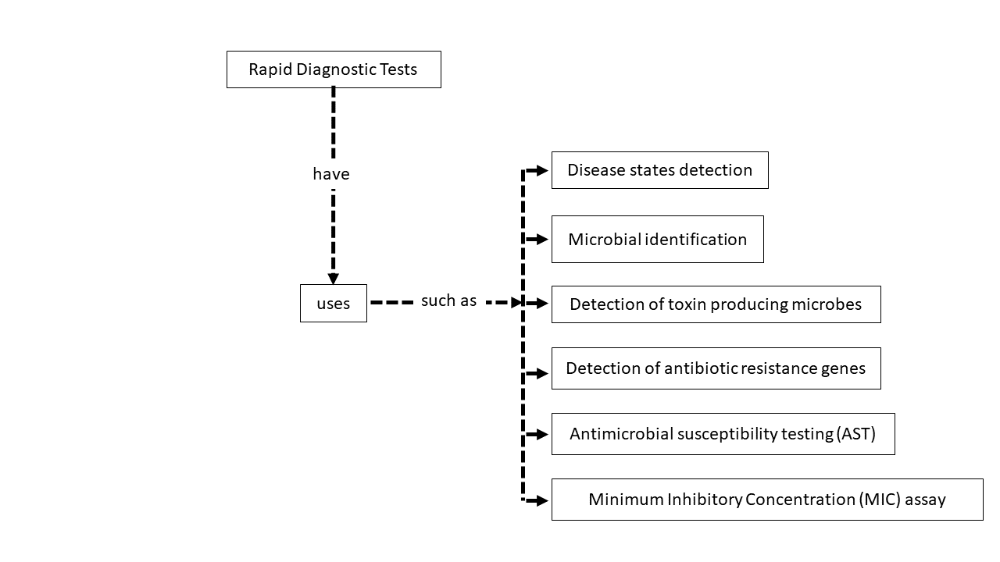 Rapid Diagnostic Tests
have
uses
such as
Disease states detection
Microbial identification
Detection of toxin producing microbes
Detection of antibiotic resistance genes
Antimicrobial susceptibility testing (AST)
Minimum Inhibitory Concentration (MIC) assay